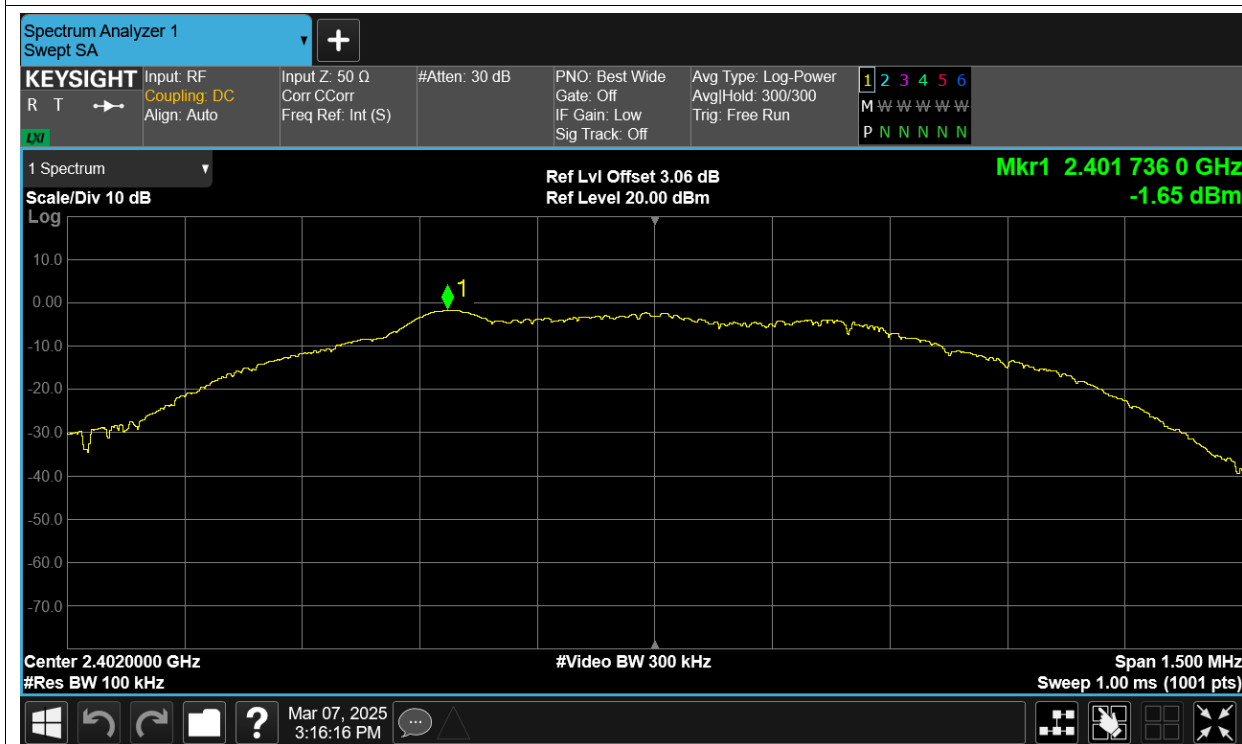 Spectrum Analyzer 1
Swept SA
KEYSIGHT
R T
LXI
Input: RF
Coupling: DC
Align: Auto
Input Z: 50 Ω
Corr CCorr
Freq Ref: Int (S)
#Atten: 30 dB
PNO: Best Wide
Gate: Off
IF Gain: Low
Sig Track: Off
Avg Type: Log-Power
Avg|Hold: 300/300
Trig: Free Run
1 2 3 4 5 6
M W W W W W
P N N N N N
1 Spectrum
Scale/Div 10 dB
Log
Ref Lvl Offset 3.06 dB
Ref Level 20.00 dBm
Mkr1 2.401 736 0 GHz
-1.65 dBm
1
10.0
0.00
-10.0
-20.0
-30.0
-40.0
-50.0
-60.0
-70.0
Center 2.4020000 GHz
#Res BW 100 kHz
#Video BW 300 kHz
Span 1.500 MHz
Sweep 1.00 ms (1001 pts)
?
Mar 07, 2025
3:16:16 PM